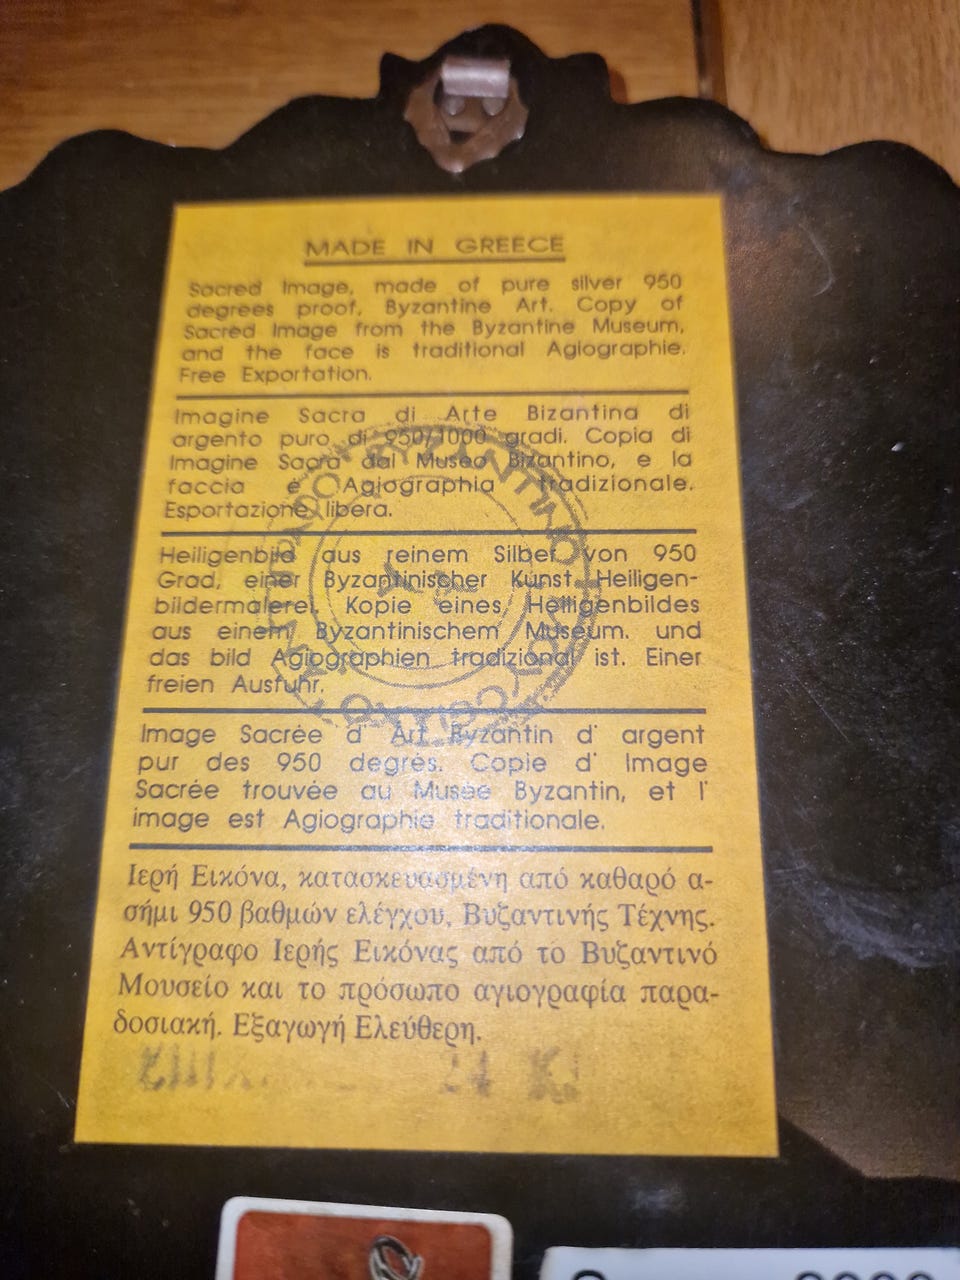 MADE IN GREECE
Sacred Image, made of pure silver 950
degrees proof, Byzantine Art. Copy of
Sacred Image from the Byzantine Museum,
and the face is traditional Agiographie.
Free Exportation.
Imagine Sacra di Arte Bizantina di
argento puro di 950/1000 gradi. Copia di
Imagine Sacra dal Museo Bizantino, e la
faccia é Agiographia tradizionale.
Esportazione libera.
Heiligenbild aus reinem Silber von 950
Grad, einer Byzantinischer Kunst Heiligen-
bildermalerei. Kopie eines Heiligenbildes
aus einem Byzantinischem Museum. und
das bild Agiographien tradizional ist. Einer
freien Ausfuhr.
Image Sacrée d' Art Byzantin d' argent
pur des 950 degrés. Copie d' Image
Sacrée trouvée au Musée Byzantin, et l'
image est Agiographie traditionale.
Ιερή Εικόνα, κατασκευασμένη από καθαρό α-
σήμι 950 βαθμών ελέγχου, Βυζαντινής Τέχνης.
Αντίγραφο Ιερής Εικόνας από το Βυζαντινό
Μουσείο και το πρόσωπο αγιογραφία παρα-
δοσιακή. Εξαγωγή Ελεύθερη.
24 K